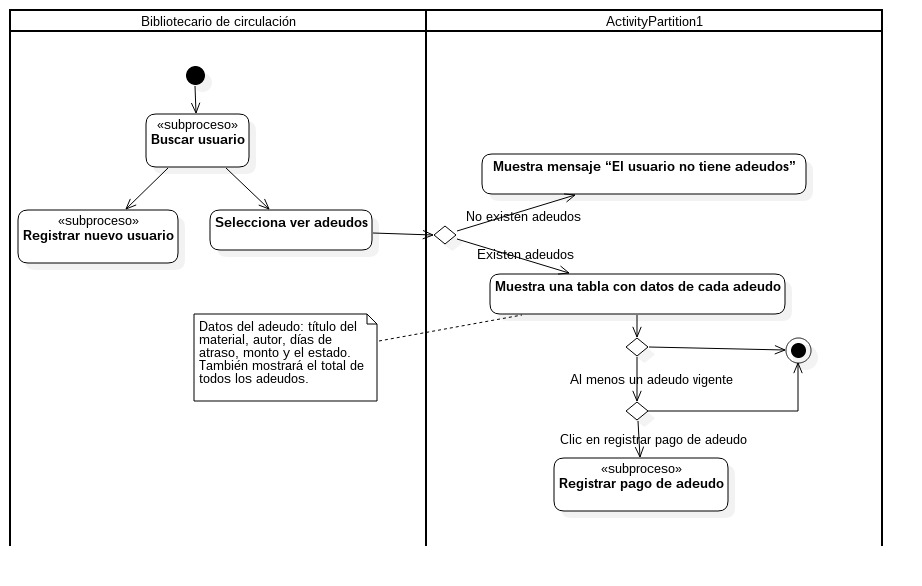 Bibliotecario de circulación
ActivityPartition1
«subproceso»
Buscar usuario
Muestra mensaje “El usuario no tiene adeudos”
«subproceso»
Registrar nuevo usuario
Selecciona ver adeudos
No existen adeudos
Existen adeudos
Muestra una tabla con datos de cada adeudo
Datos del adeudo: título del
material, autor, días de
atraso, monto y el estado.
También mostrará el total de
todos los adeudos.
Al menos un adeudo vigente
Clic en registrar pago de adeudo
«subproceso»
Registrar pago de adeudo